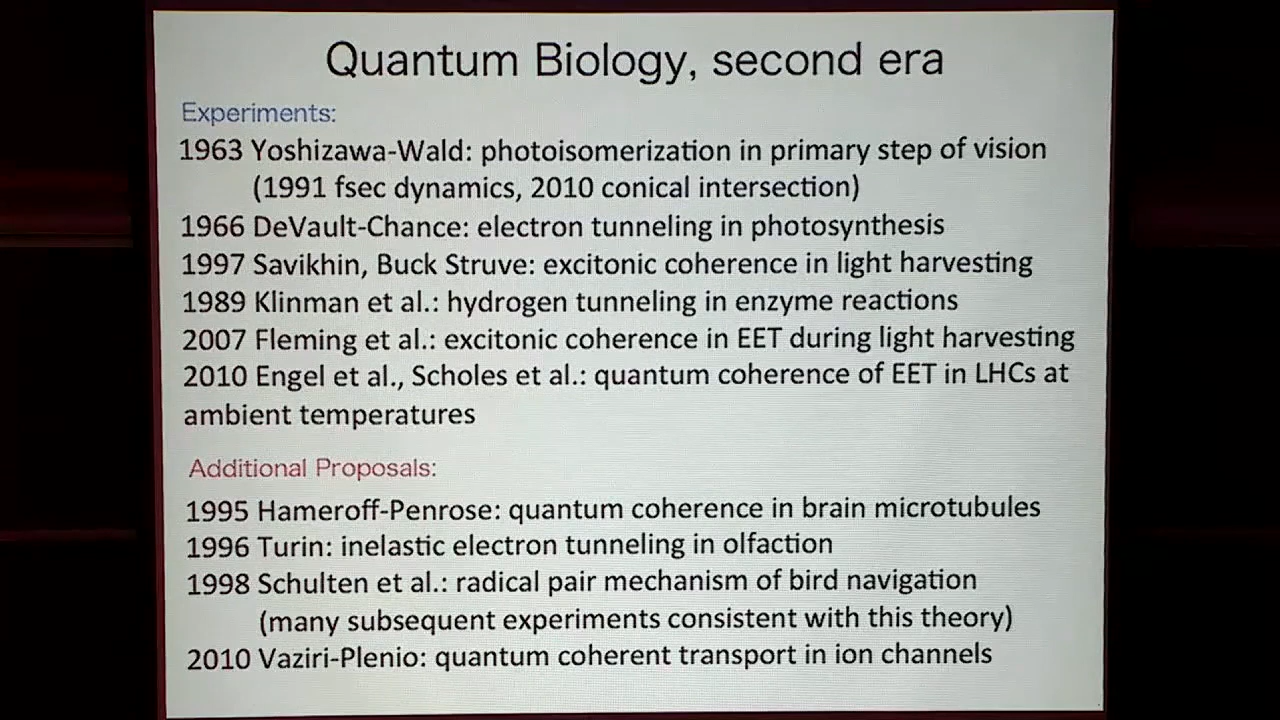 Quantum Biology, second era
Experiments:
1963 Yoshizawa-Wald: photoisomerization in primary step of vision
(1991 fsec dynamics, 2010 conical intersection)
1966 DeVault-Chance: electron tunneling in photosynthesis
1997 Savikhin, Buck Struve: excitonic coherence in light harvesting
1989 Klinman et al.: hydrogen tunneling in enzyme reactions
2007 Fleming et al.: excitonic coherence in EET during light harvesting
2010 Engel et al., Scholes et al.: quantum coherence of EET in LHCs at
ambient temperatures
Additional Proposals:
1995 Hameroff-Penrose: quantum coherence in brain microtubules
1996 Turin: inelastic electron tunneling in olfaction
1998 Schulten et al.: radical pair mechanism of bird navigation
(many subsequent experiments consistent with this theory)
2010 Vaziri-Plenio: quantum coherent transport in ion channels